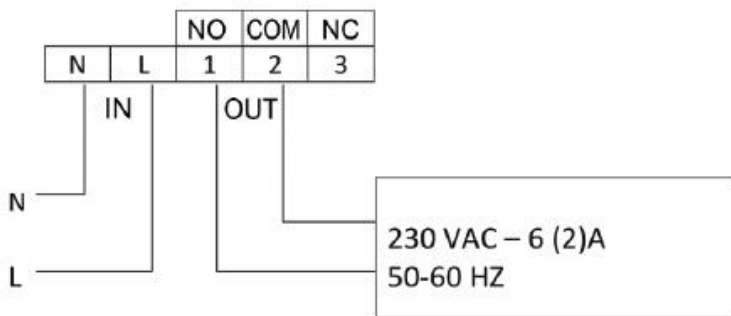 NO COM NC
N L 1 2 3
IN OUT
N
L
230 VAC – 6 (2)A
50-60 HZ